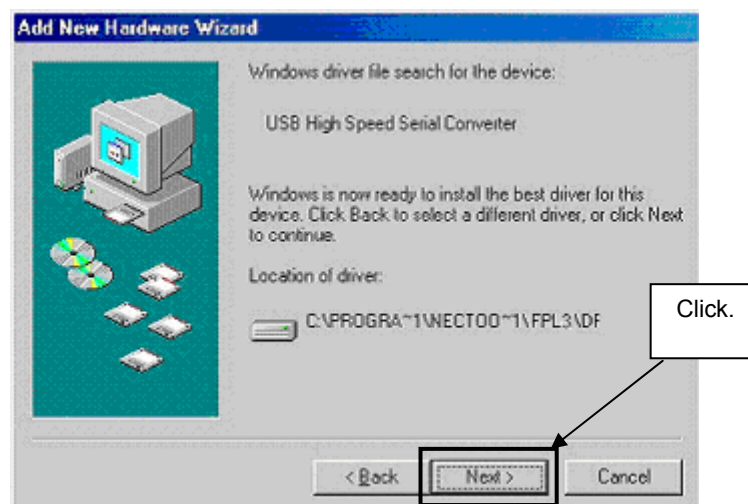 Add New Hardware Wizard
Windows driver file search for the device:
USB High Speed Serial Converter
Windows is now ready to install the best driver for this
device. Click Back to select a different driver, or click Next
to continue.
Location of driver:
C:\PROGRA~1\NECTOO~1\FPL3\DF
Click.
< Back
Next >
Cancel